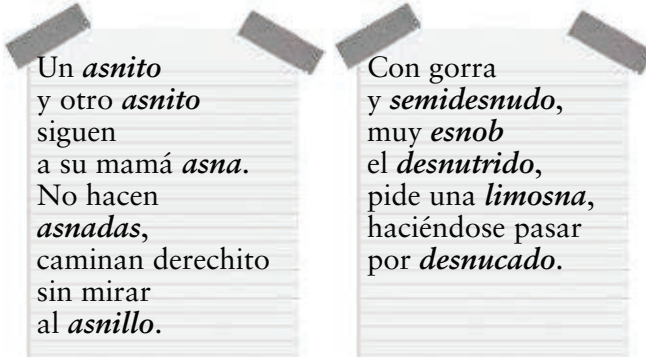 Un asnito
y otro asnito
siguen
a su mamá asna.
No hacen
asnadas,
caminan derechito
sin mirar
al asnillo.
Con gorra
y semidesnudo,
muy esnob
el desnutrido,
pide una limosna,
haciéndose pasar
por desnucado.